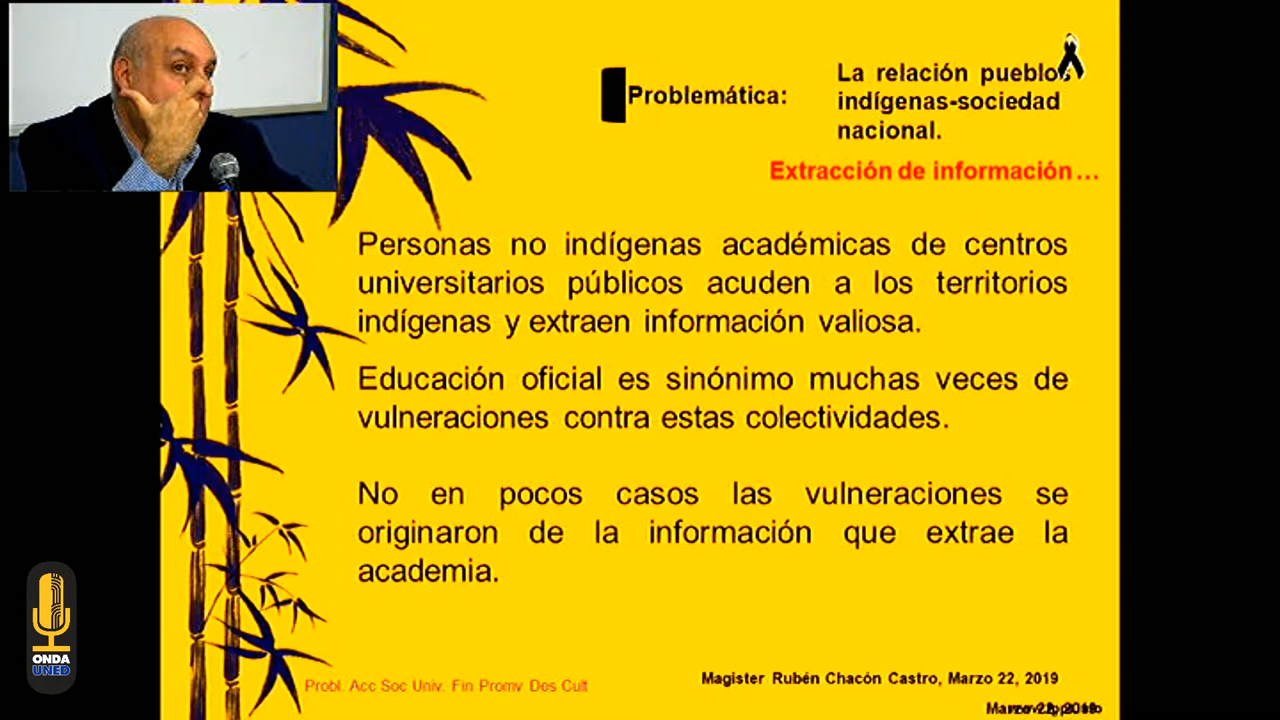 Problemática:
La relación pueblos
indígenas-sociedad
nacional.
Extracción de información...
Personas no indígenas académicas de centros
universitarios públicos acuden a los territorios
indígenas y extraen información valiosa.
Educación oficial es sinónimo muchas veces de
vulneraciones contra estas colectividades.
No en pocos casos las vulneraciones se
originaron de la información que extrae la
academia.
ONDA
UNED
Probl. Acc Soc Univ. Fin Promv Dos Cult
Magister Rubén Chacón Castro, Marzo 22, 2019